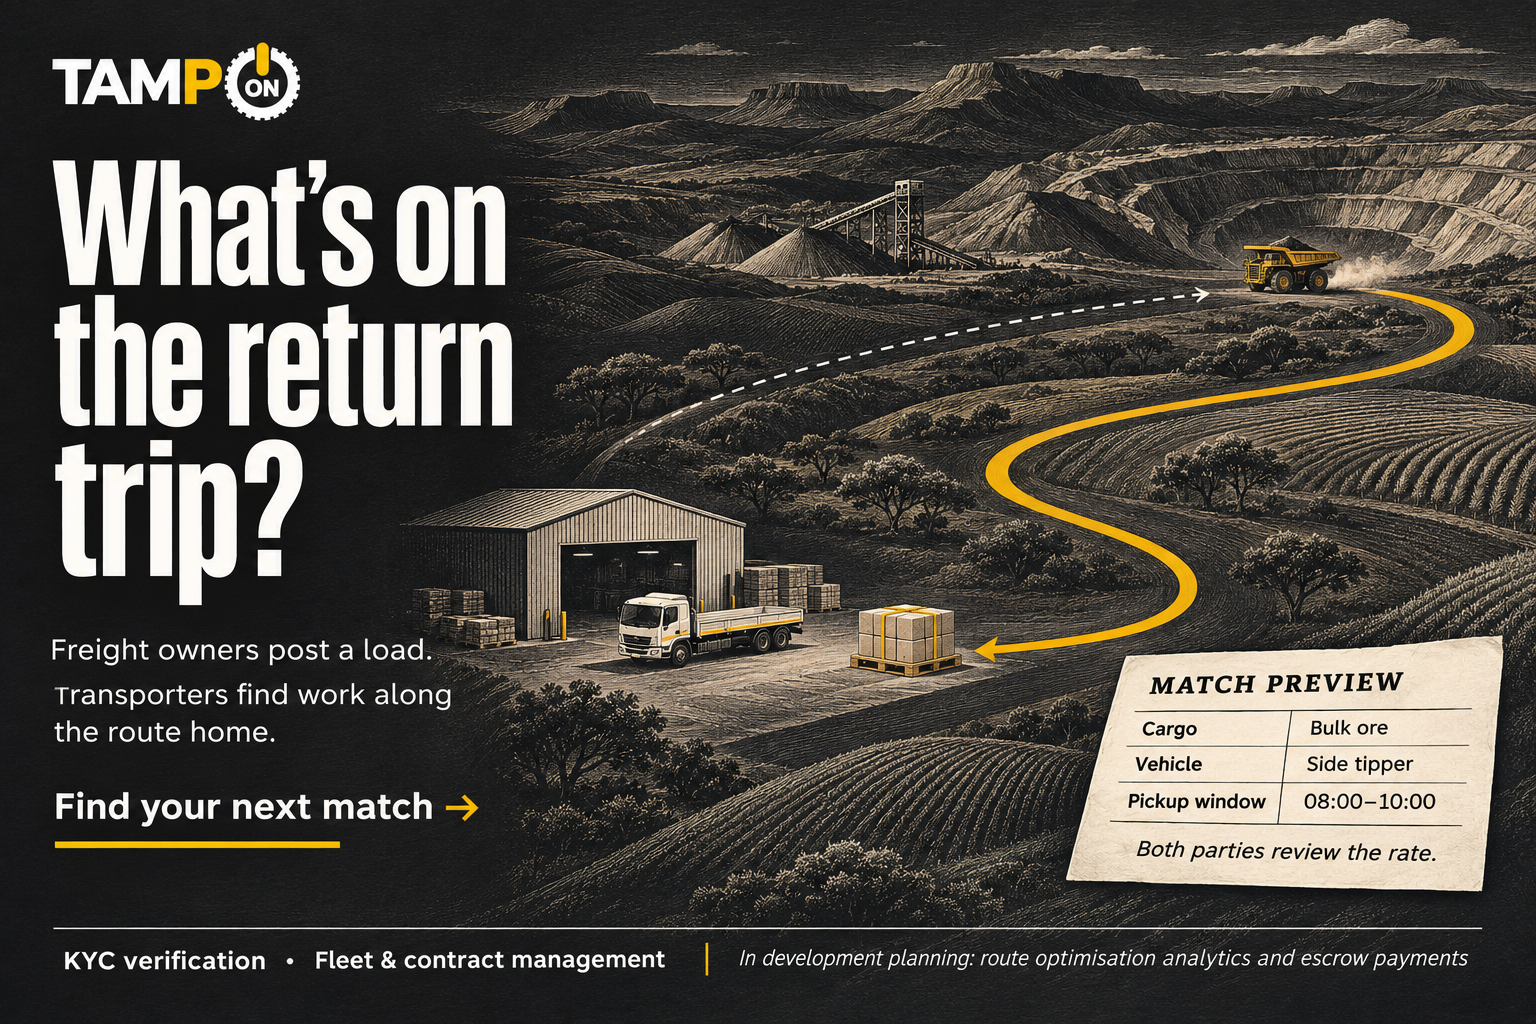 TAMPON
What's on
the return
trip?
Freight owners post a load.
Transporters find work along
the route home.
Find your next match →
MATCH PREVIEW
Cargo Bulk ore
Vehicle Side tipper
Pickup window 08:00–10:00
Both parties review the rate.
KYC verification • Fleet & contract management
In development planning: route optimisation analytics and escrow payments